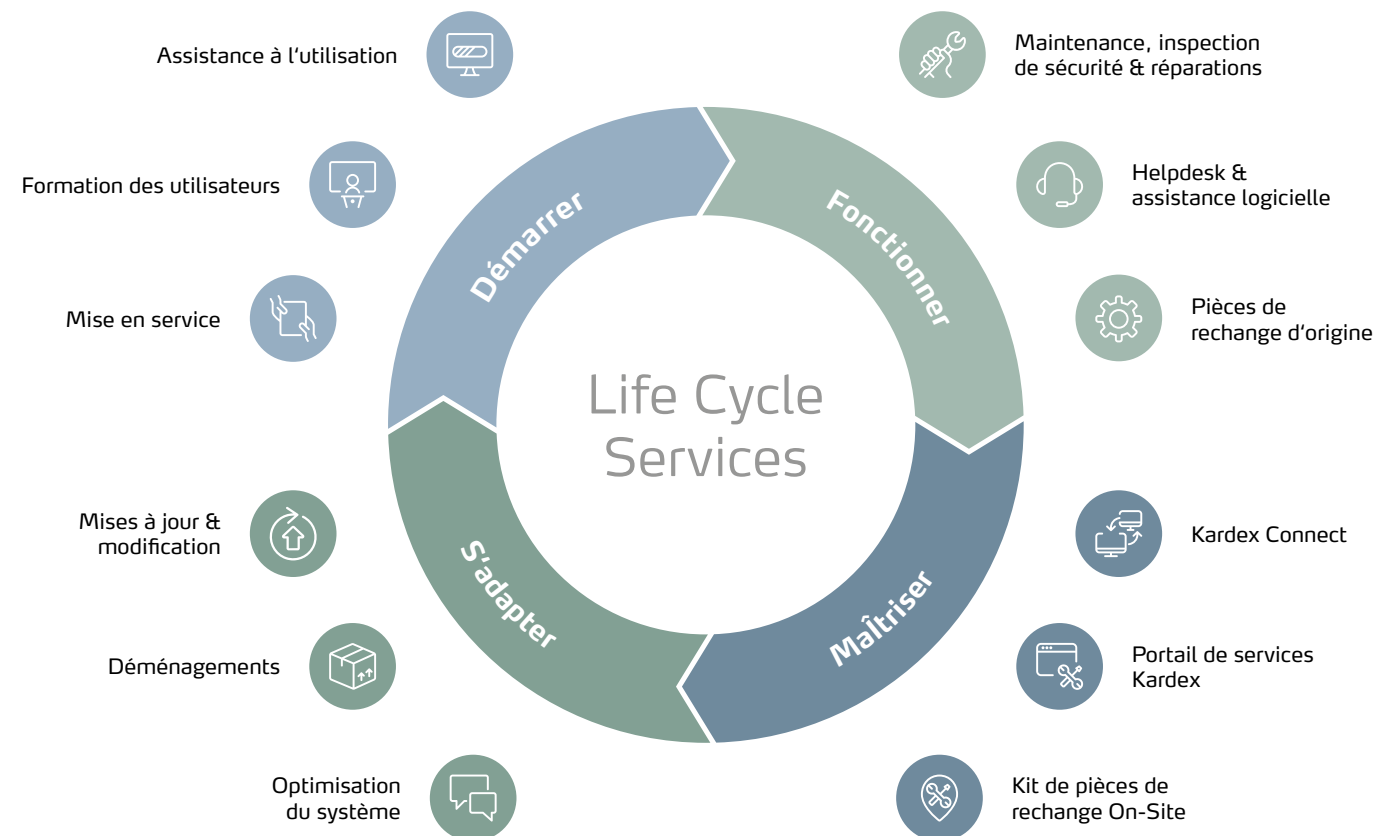 Assistance à l‘utilisation
Formation des utilisateurs
Mise en service
Démarrer
Maintenance, inspection
de sécurité & réparations
Helpdesk &
assistance logicielle
Pièces de
rechange d‘origine
Fonctionner
Life Cycle
Services
Mises à jour &
modification
Déménagements
Optimisation
du système
S‘adapter
Maîtriser
Kardex Connect
Portail de services
Kardex
Kit de pièces de
rechange On-Site